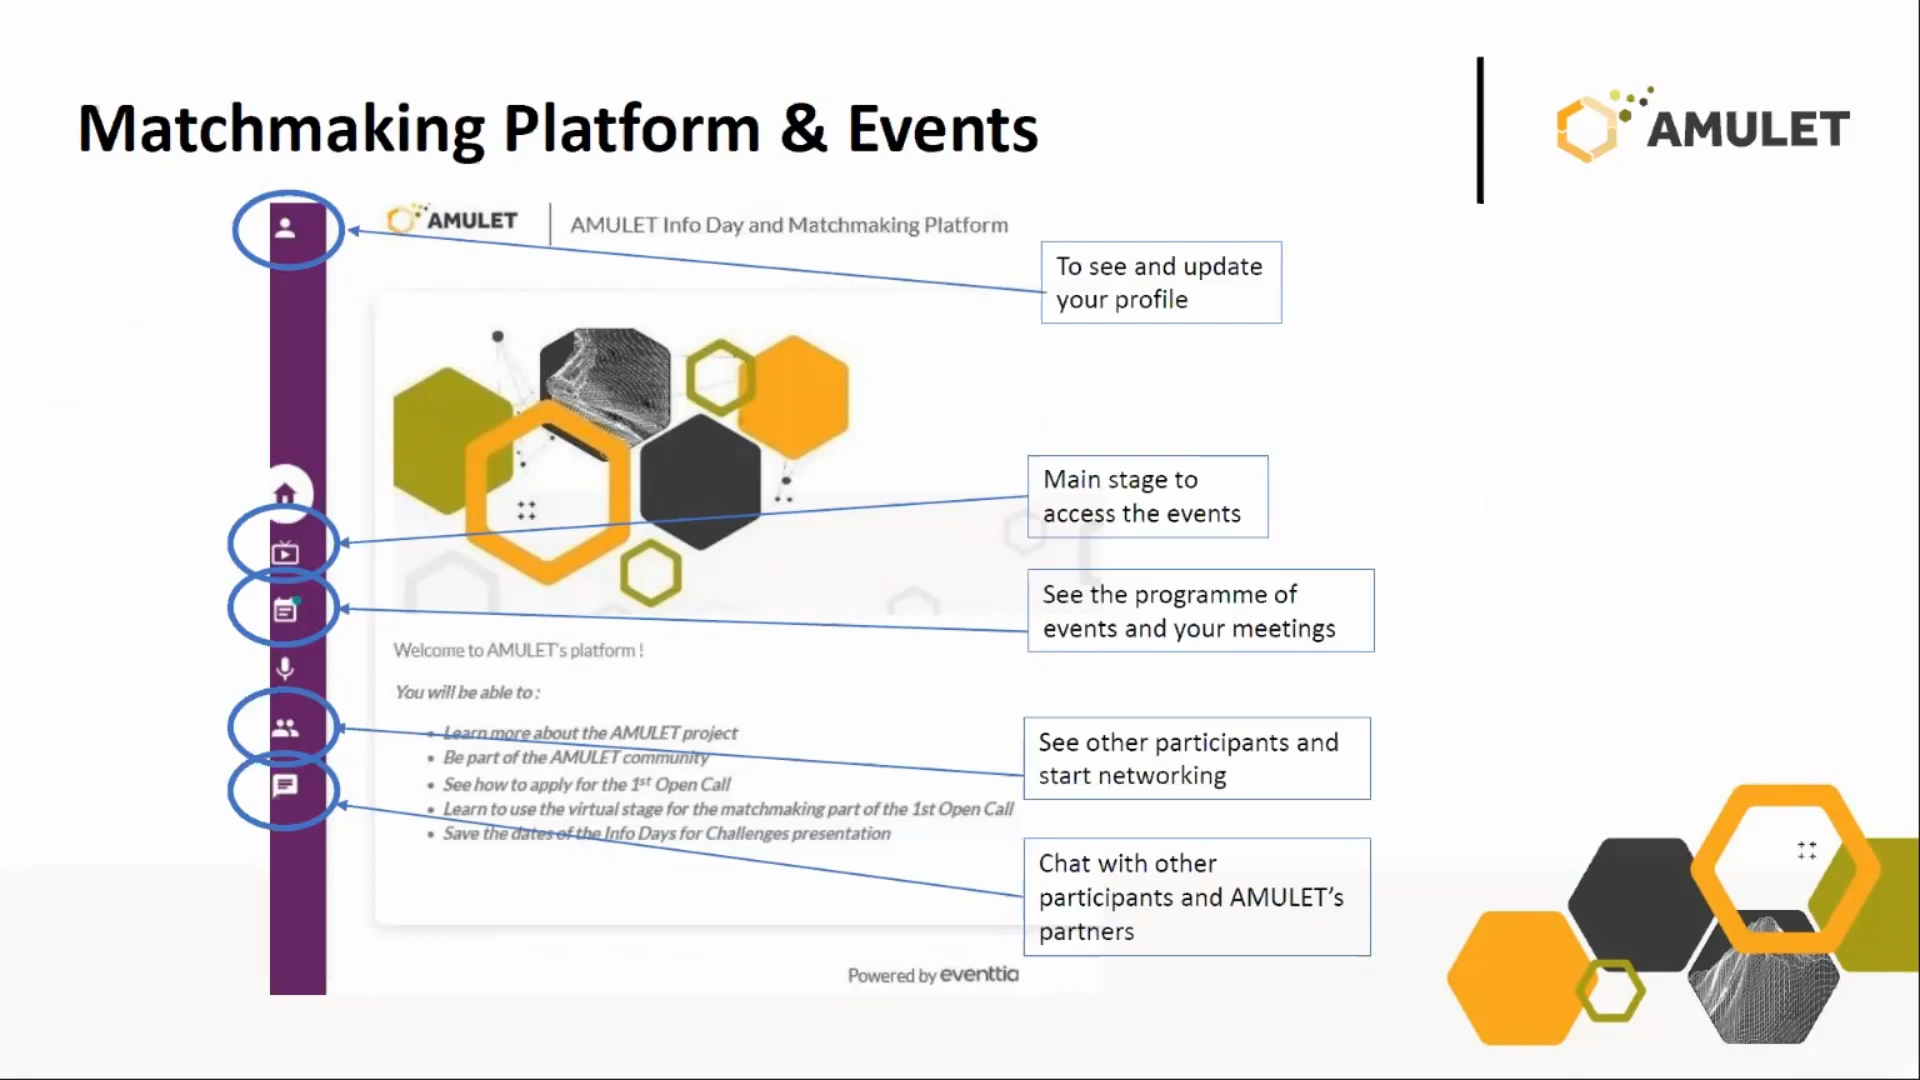 Matchmaking Platform & Events
AMULET
AMULET
AMULET Info Day and Matchmaking Platform
To see and update
your profile
Main stage to
access the events
See the programme of
events and your meetings
Welcome to AMULET's platform !
You will be able to :
• Learn more about the AMULET project
• Be part of the AMULET community
• See how to apply for the 1st Open Call
• Learn to use the virtual stage for the matchmaking part of the 1st Open Call
• Save the dates of the Info Days for Challenges presentation
See other participants and
start networking
Chat with other
participants and AMULET’s
partners
Powered by eventtia